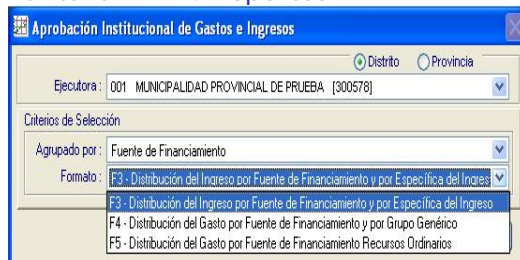 Aprobación Institucional de Gastos e Ingresos
Distrito Provincia
Ejecutora : 001 MUNICIPALIDAD PROVINCIAL DE PRUEBA [300578]
Criterios de Selección
Agrupado por : Fuente de Financiamiento
Formato : F3 - Distribución del Ingreso por Fuente de Financiamiento y por Específica del Ingres
F3 - Distribución del Ingreso por Fuente de Financiamiento y por Específica del Ingreso
F4 - Distribución del Gasto por Fuente de Financiamiento y por Grupo Genérico
F5 - Distribución del Gasto por Fuente de Financiamiento Recursos Ordinarios